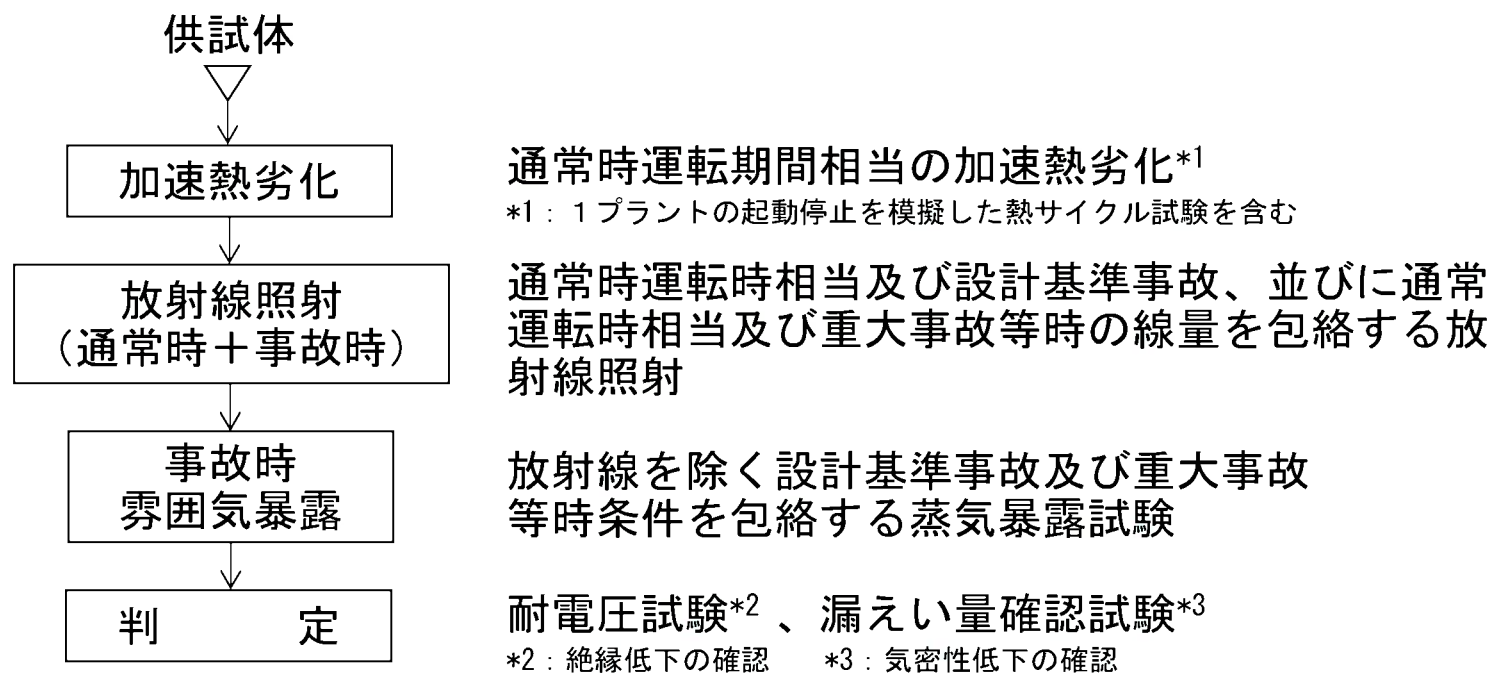 供試体
加速熱劣化
通常時運転期間相当の加速熱劣化*1
*1:１プラントの起動停止を模擬した熱サイクル試験を含む
放射線照射
（通常時＋事故時）
通常時運転時相当及び設計基準事故、並びに通常
運転時相当及び重大事故等時の線量を包絡する放
射線照射
事故時
雰囲気暴露
放射線を除く設計基準事故及び重大事故
等時条件を包絡する蒸気暴露試験
判　　定
耐電圧試験*2 、漏えい量確認試験*3
*2:絶縁低下の確認　　*3:気密性低下の確認